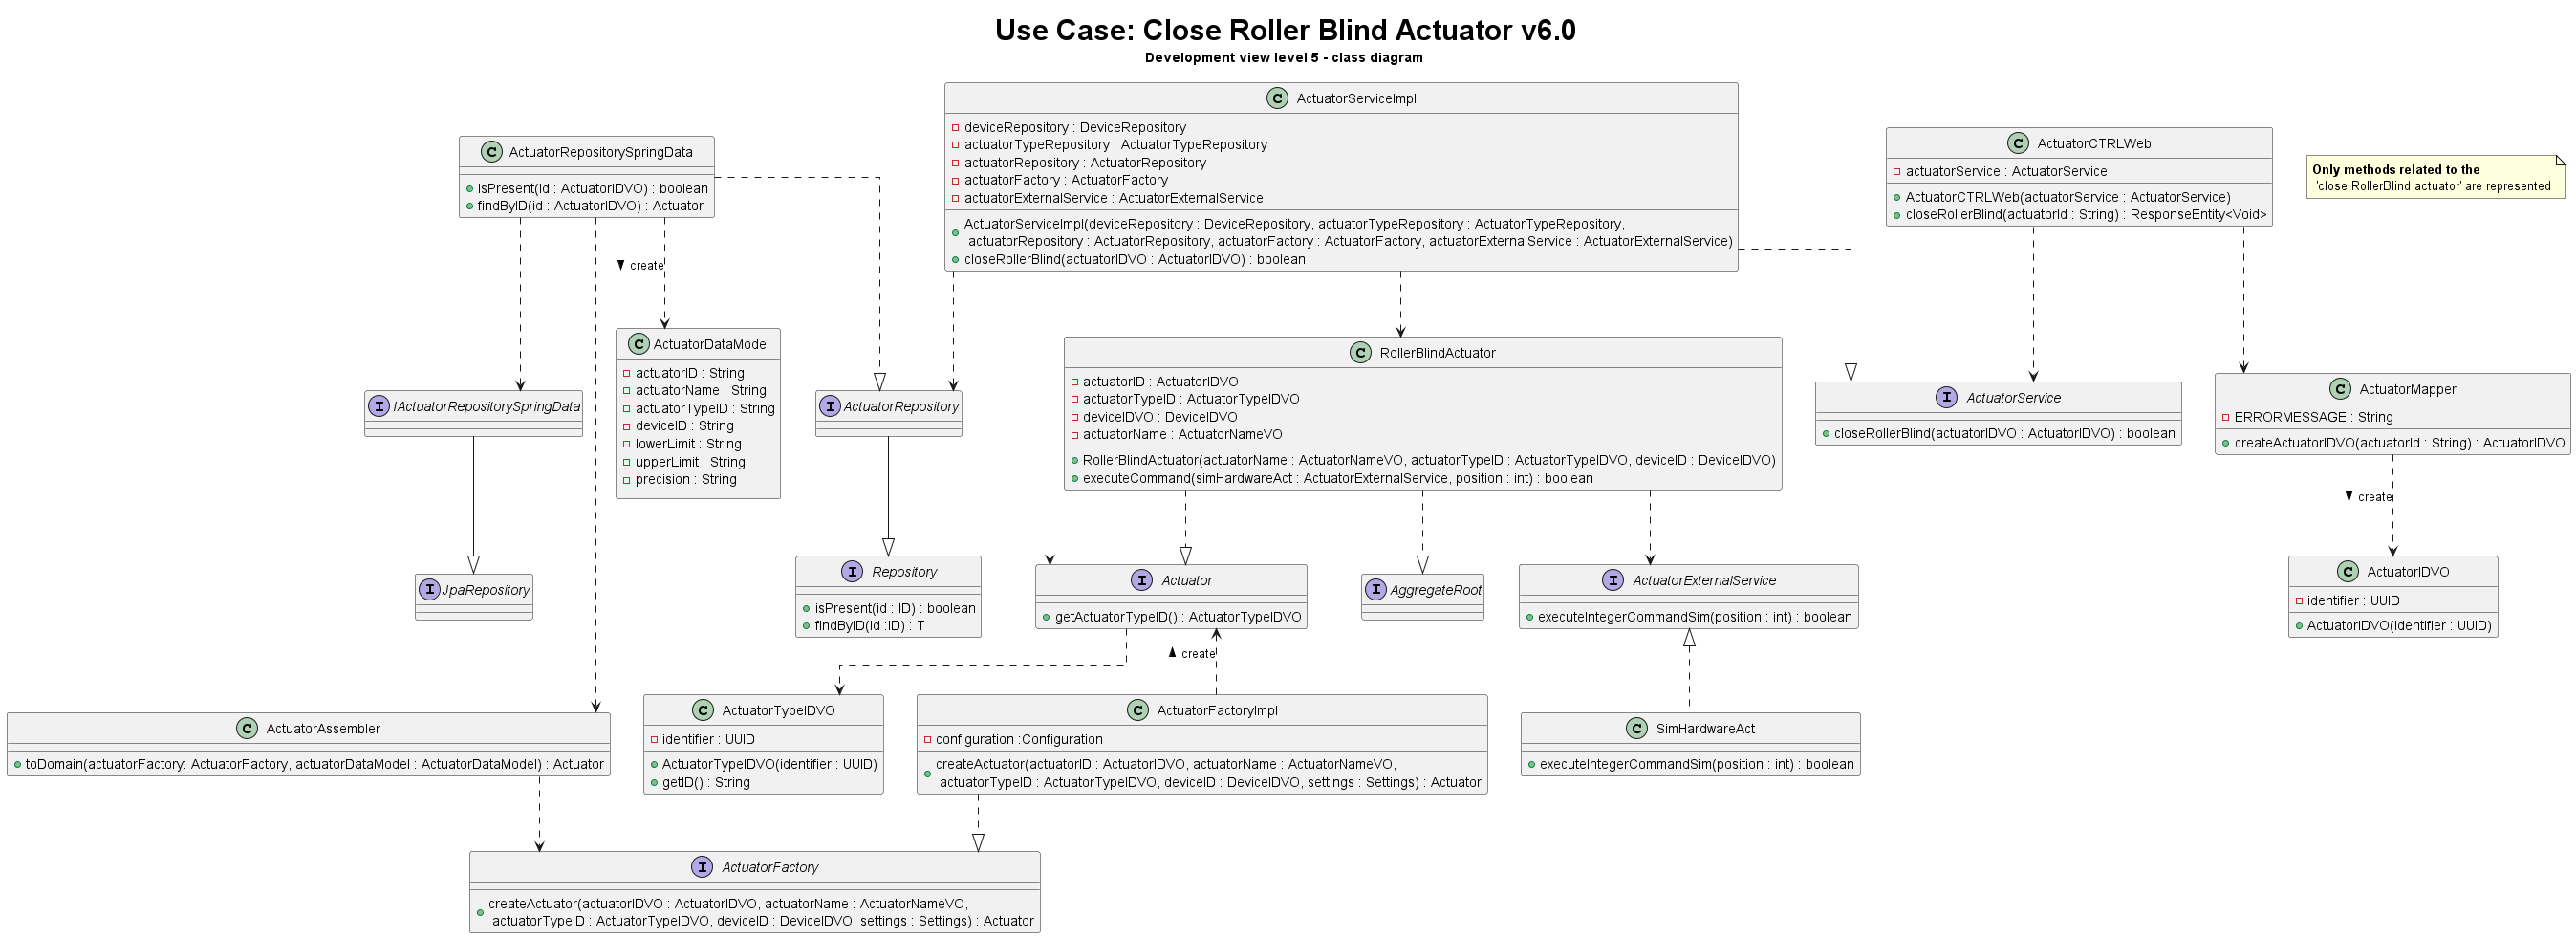 Use Case: Close Roller Blind Actuator v6.0
Development view level 5 - class diagram
C ActuatorRepositorySpringData
isPresent(id : ActuatorIDVO) : boolean
findByID(id : ActuatorIDVO) : Actuator
C ActuatorServiceImpl
deviceRepository : DeviceRepository
actuatorTypeRepository : ActuatorTypeRepository
actuatorRepository : ActuatorRepository
actuatorFactory : ActuatorFactory
actuatorExternalService : ActuatorExternalService
ActuatorServiceImpl(deviceRepository : DeviceRepository, actuatorTypeRepository : ActuatorTypeRepository,
actuatorRepository : ActuatorRepository, actuatorFactory : ActuatorFactory, actuatorExternalService : ActuatorExternalService)
closeRollerBlind(actuatorIDVO : ActuatorIDVO) : boolean
C ActuatorCTRLWeb
actuatorService : ActuatorService
ActuatorCTRLWeb(actuatorService : ActuatorService)
closeRollerBlind(actuatorId : String) : ResponseEntity<Void>
Only methods related to the
'close RollerBlind actuator' are represented
create
I IActuatorRepositorySpringData
C ActuatorDataModel
actuatorID : String
actuatorName : String
actuatorTypeID : String
deviceID : String
lowerLimit : String
upperLimit : String
precision : String
I ActuatorRepository
C RollerBlindActuator
actuatorID : ActuatorIDVO
actuatorTypeID : ActuatorTypeIDVO
deviceIDVO : DeviceIDVO
actuatorName : ActuatorNameVO
RollerBlindActuator(actuatorName : ActuatorNameVO, actuatorTypeID : ActuatorTypeIDVO, deviceID : DeviceIDVO)
executeCommand(simHardwareAct : ActuatorExternalService, position : int) : boolean
I ActuatorService
closeRollerBlind(actuatorIDVO : ActuatorIDVO) : boolean
C ActuatorMapper
ERRORMESSAGE : String
createActuatorIDVO(actuatorId : String) : ActuatorIDVO
create
I JpaRepository
I Repository
isPresent(id : ID) : boolean
findByID(id :ID) : T
I Actuator
getActuatorTypeID() : ActuatorTypeIDVO
I AggregateRoot
I ActuatorExternalService
executeIntegerCommandSim(position : int) : boolean
C ActuatorIDVO
identifier : UUID
ActuatorIDVO(identifier : UUID)
create
C ActuatorAssembler
toDomain(actuatorFactory: ActuatorFactory, actuatorDataModel : ActuatorDataModel) : Actuator
C ActuatorTypeIDVO
identifier : UUID
ActuatorTypeIDVO(identifier : UUID)
getID() : String
C ActuatorFactoryImpl
configuration :Configuration
createActuator(actuatorID : ActuatorIDVO, actuatorName : ActuatorNameVO,
actuatorTypeID : ActuatorTypeIDVO, deviceID : DeviceIDVO, settings : Settings) : Actuator
C SimHardwareAct
executeIntegerCommandSim(position : int) : boolean
I ActuatorFactory
createActuator(actuatorIDVO : ActuatorIDVO, actuatorName : ActuatorNameVO,
actuatorTypeID : ActuatorTypeIDVO, deviceID : DeviceIDVO, settings : Settings) : Actuator